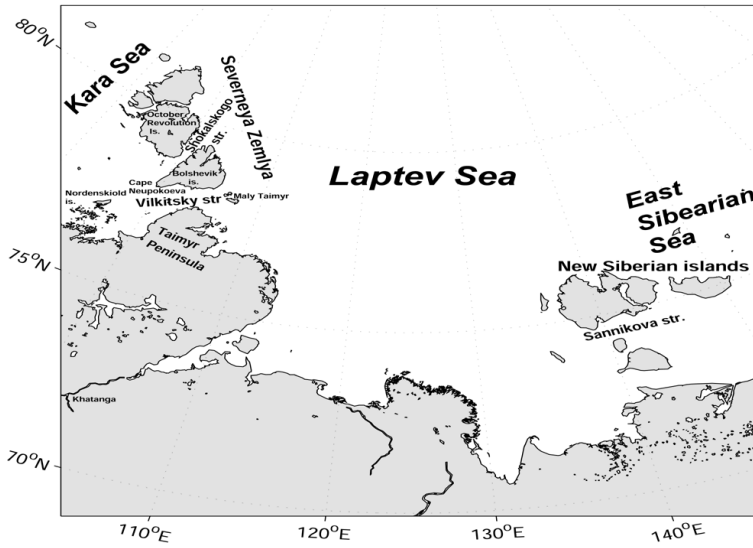 80°N
Kara Sea
Severneya Zemlya
October
Revolution
Is.
Shokalskogo
str.
Bolshevik
is.
Cape
Neupokoeva
Nordenskiold
is.
Maly Taimyr
Vilkitsky str
Laptev Sea
East
Sibearian
Sea
Taimyr
Peninsula
75°N
New Siberian islands
Sannikova str.
Khatanga
70°N
110°E
120°E
130°E
140°E